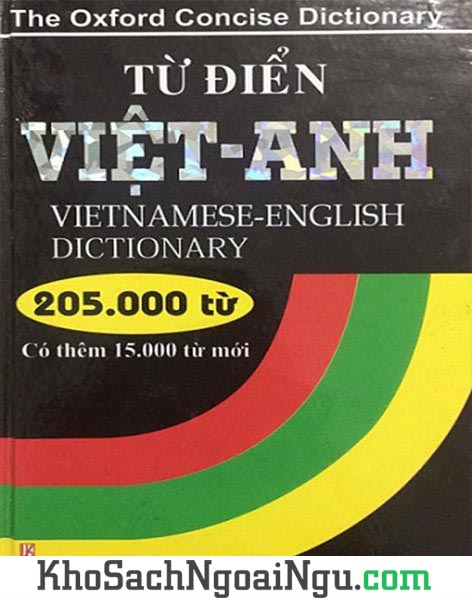 The Oxford Concise Dictionary
TỪ ĐIỂN
VIỆT-ANH
VIETNAMESE-ENGLISH
DICTIONARY
205.000 từ
Có thêm 15.000 từ mới
KhoSachNgoaiNgu.com